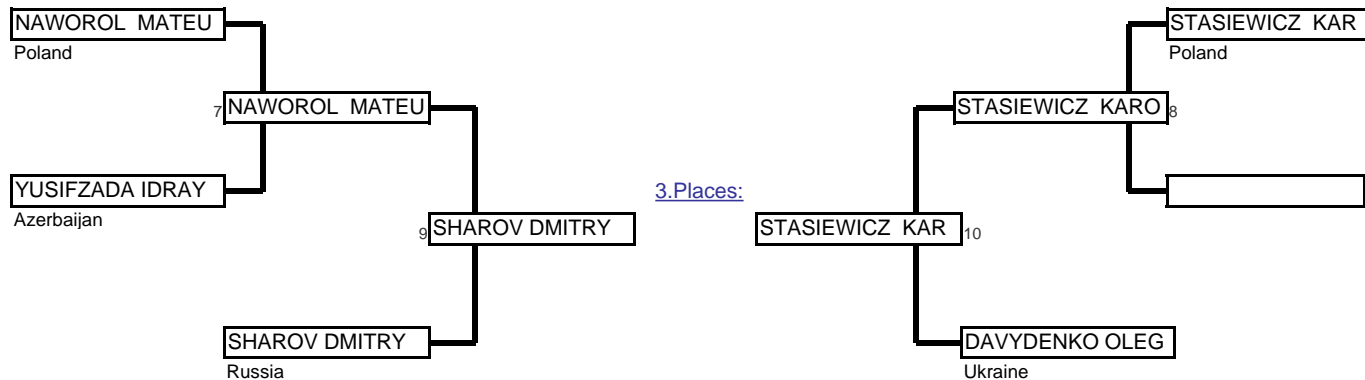 NAWOROL MATEU
Poland
STASIEWICZ KAR
Poland
7 NAWOROL MATEU
STASIEWICZ KARO 8
YUSIFZADA IDRAY
Azerbaijan
3.Places:
9 SHAROV DMITRY
STASIEWICZ KAR 10
SHAROV DMITRY
Russia
DAVYDENKO OLEG
Ukraine